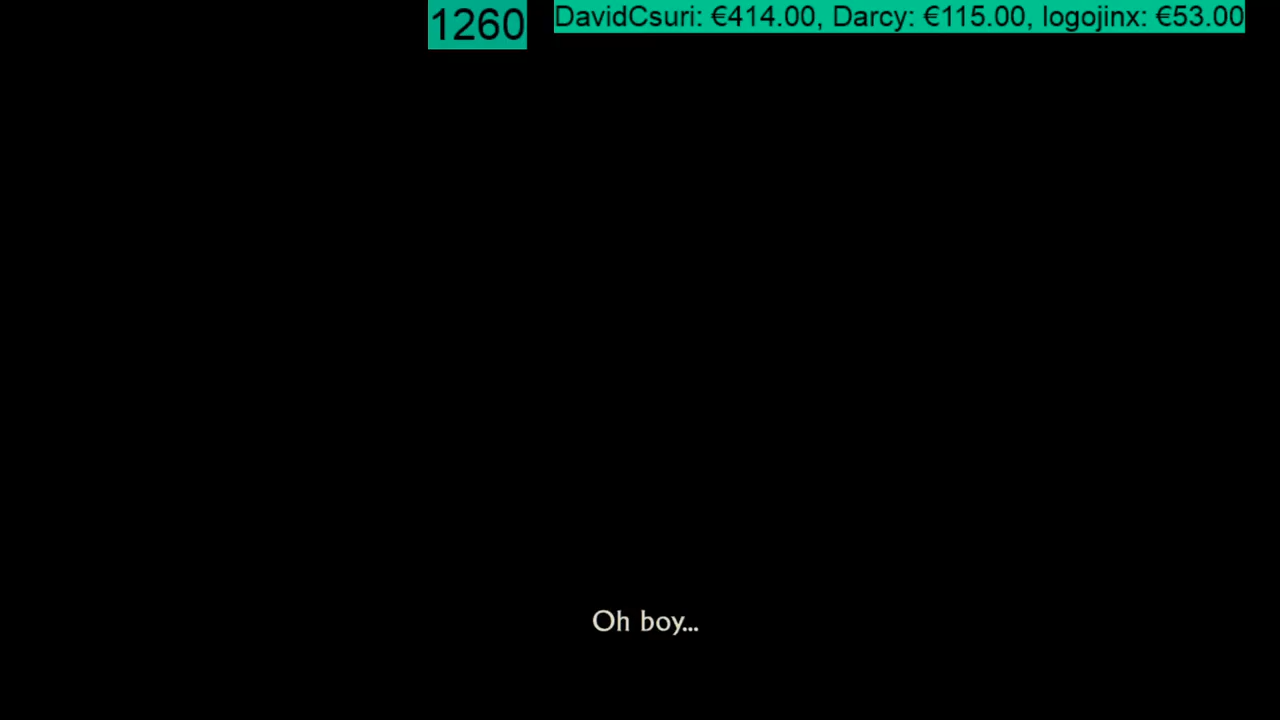 1260
DavidCsuri: €414.00, Darcy: €115.00, logojinx: €53.00
Oh boy...